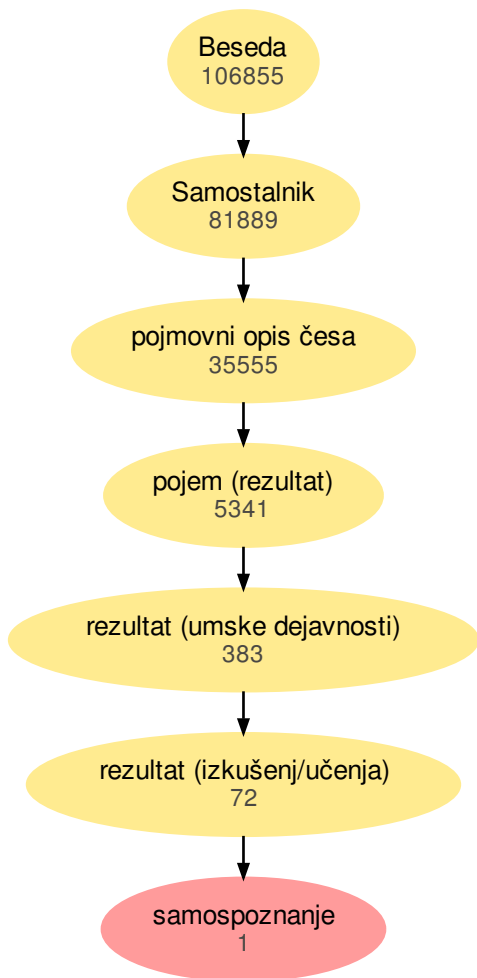 Beseda
106855
Samostalnik
81889
pojmovni opis česa
35555
pojem (rezultat)
5341
rezultat (umske dejavnosti)
383
rezultat (izkušenj/učenja)
72
samospoznanje
1